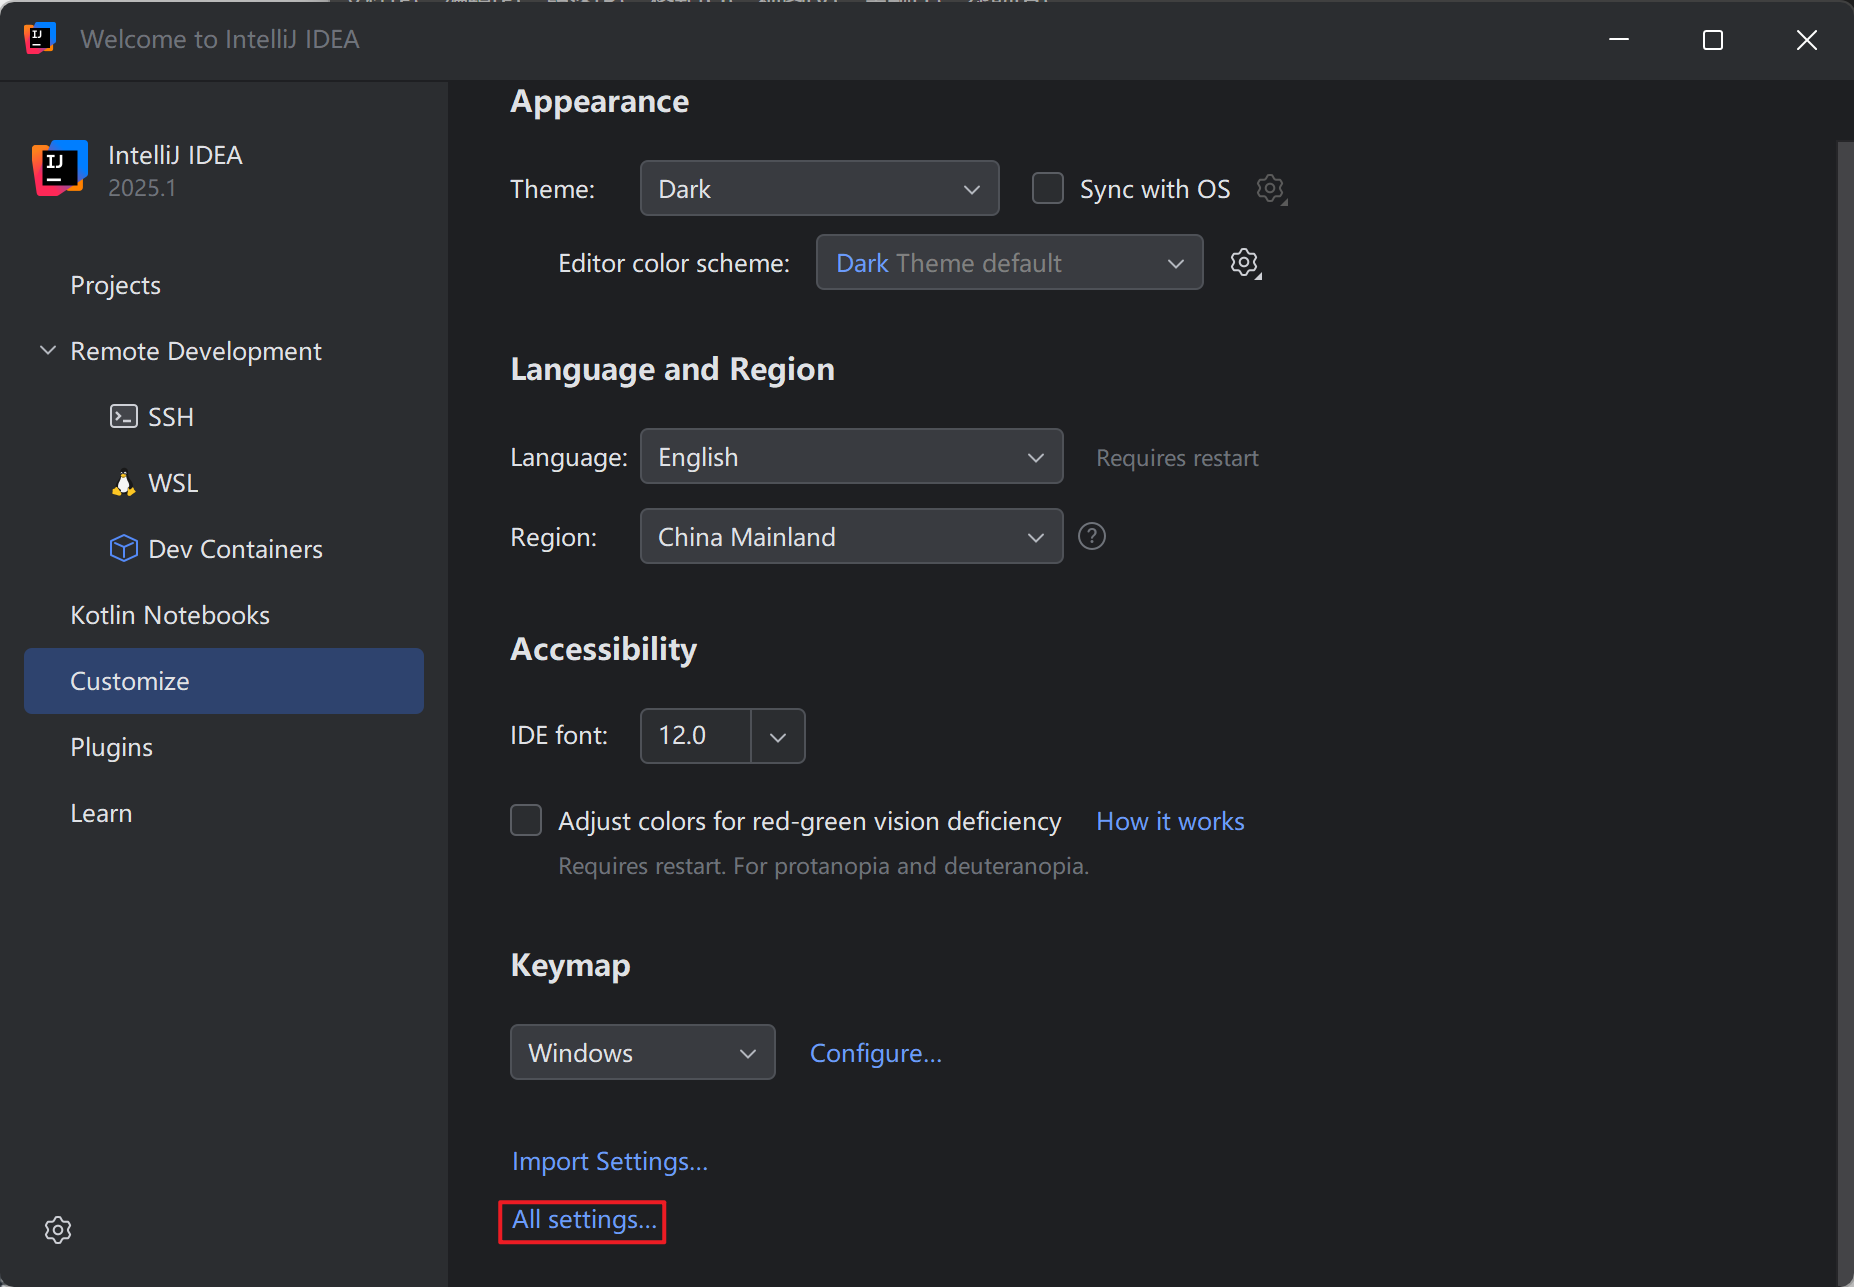 Welcome to IntelliJ IDEA
IntelliJ IDEA
2025.1
Projects
Remote Development
SSH
WSL
Dev Containers
Kotlin Notebooks
Customize
Plugins
Learn
Appearance
Theme: Dark Sync with OS
Editor color scheme: Dark Theme default
Language and Region
Language: English Requires restart
Region: China Mainland ?
Accessibility
IDE font: 12.0
Adjust colors for red-green vision deficiency How it works
Requires restart. For protanopia and deuteranopia.
Keymap
Windows Configure...
Import Settings...
All settings...